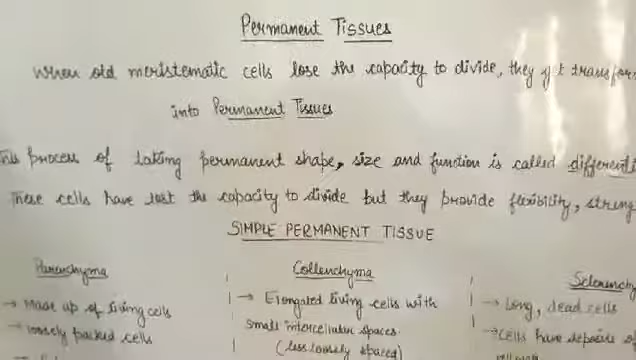 Permanent Tissues
When old meristematic cells lose the capacity to divide, they get transfor
into Permanent Tissues
This process of taking permanent shape, size and function is called differenti
These cells have lost the capacity to divide but they provide flexibility, streng
SIMPLE PERMANENT TISSUE
Parenchyma Collenchyma Sclerench
→ Made up of living cells → Elongated living cells with → Long, dead cells
→ loosely packed cells small intercellular spaces. → Cells have deposits of
(less loosely spaced)